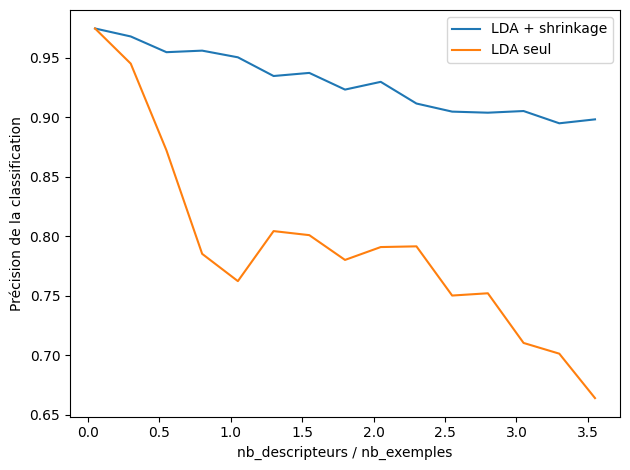 LDA + shrinkage
LDA seul
Précision de la classification
0.95
0.90
0.85
0.80
0.75
0.70
0.65
0.0 0.5 1.0 1.5 2.0 2.5 3.0 3.5
nb_descripteurs / nb_exemples